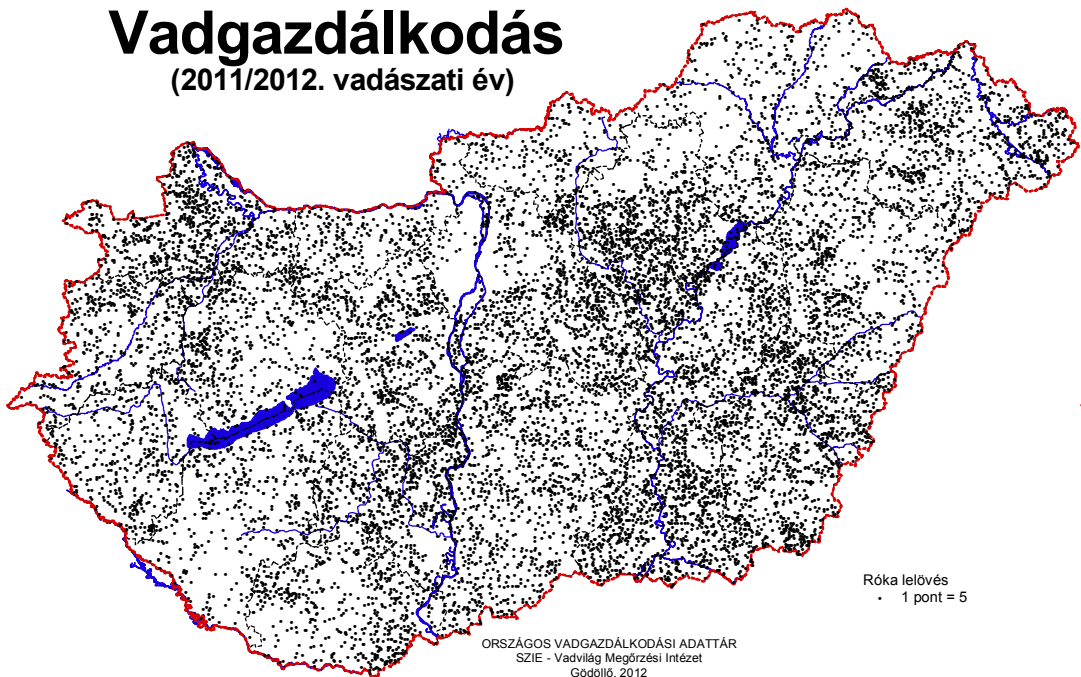 Vadgazdálkodás
(2011/2012. vadászati év)
Róka lelövés
1 pont = 5
ORSZÁGOS VADGAZDÁLKODÁSI ADATTÁR
SZIE - Vadvilág Megőrzési Intézet
Gödöllő, 2012